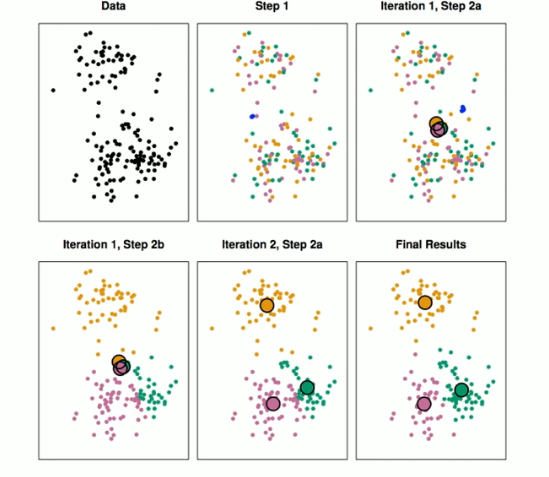 Data
Step 1
Iteration 1, Step 2a
Iteration 1, Step 2b
Iteration 2, Step 2a
Final Results